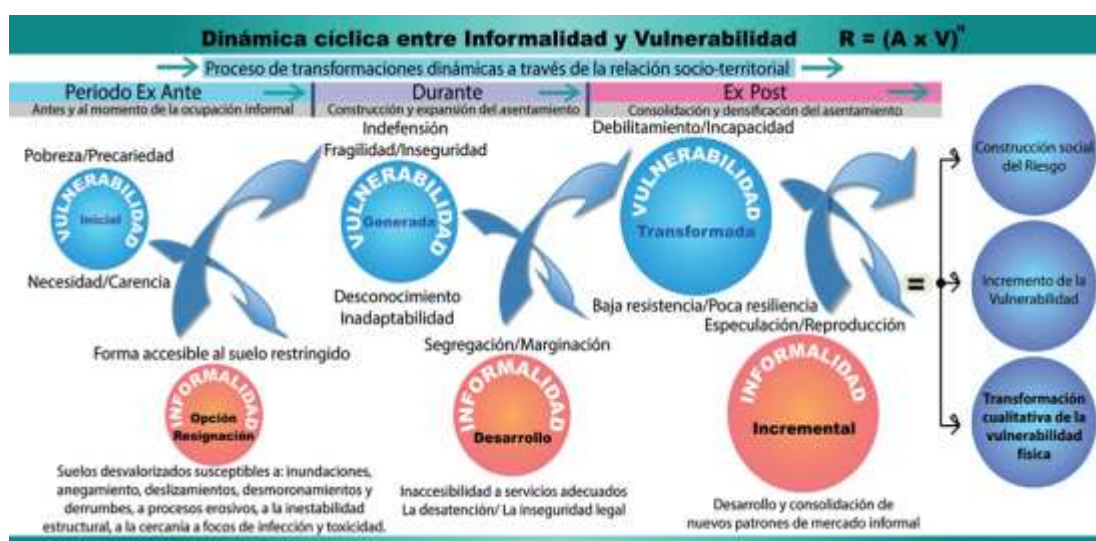 Dinámica cíclica entre Informalidad y Vulnerabilidad R = (A x V)ⁿ
Proceso de transformaciones dinámicas a través de la relación socio-territorial
Periodo Ex Ante
Antes y al momento de la ocupación informal
Durante
Construcción y expansión del asentamiento
Ex Post
Consolidación y densificación del asentamiento
Pobreza/Precariedad
VULNERABILIDAD
Inicial
Necesidad/Carencia
Forma accesible al suelo restringido
INFORMALIDAD
Opción
Resignación
Suelos desvalorizados susceptibles a: inundaciones,
anegamiento, deslizamientos, desmoronamientos y
derrumbes, a procesos erosivos, a la inestabilidad
estructural, a la cercanía a focos de infección y toxicidad.
Indefensión
Fragilidad/Inseguridad
VULNERABILIDAD
Generada
Desconocimiento
Inadaptabilidad
Segregación/Marginación
INFORMALIDAD
Desarrollo
Inaccesibilidad a servicios adecuados
La desatención/ La inseguridad legal
Debilitamiento/Incapacidad
VULNERABILIDAD
Transformada
Baja resistencia/Poca resiliencia
Especulación/Reproducción
INFORMALIDAD
Incremental
Desarrollo y consolidación de
nuevos patrones de mercado informal
=
Construcción social
del Riesgo
Incremento de la
Vulnerabilidad
Transformación
cualitativa de la
vulnerabilidad
física